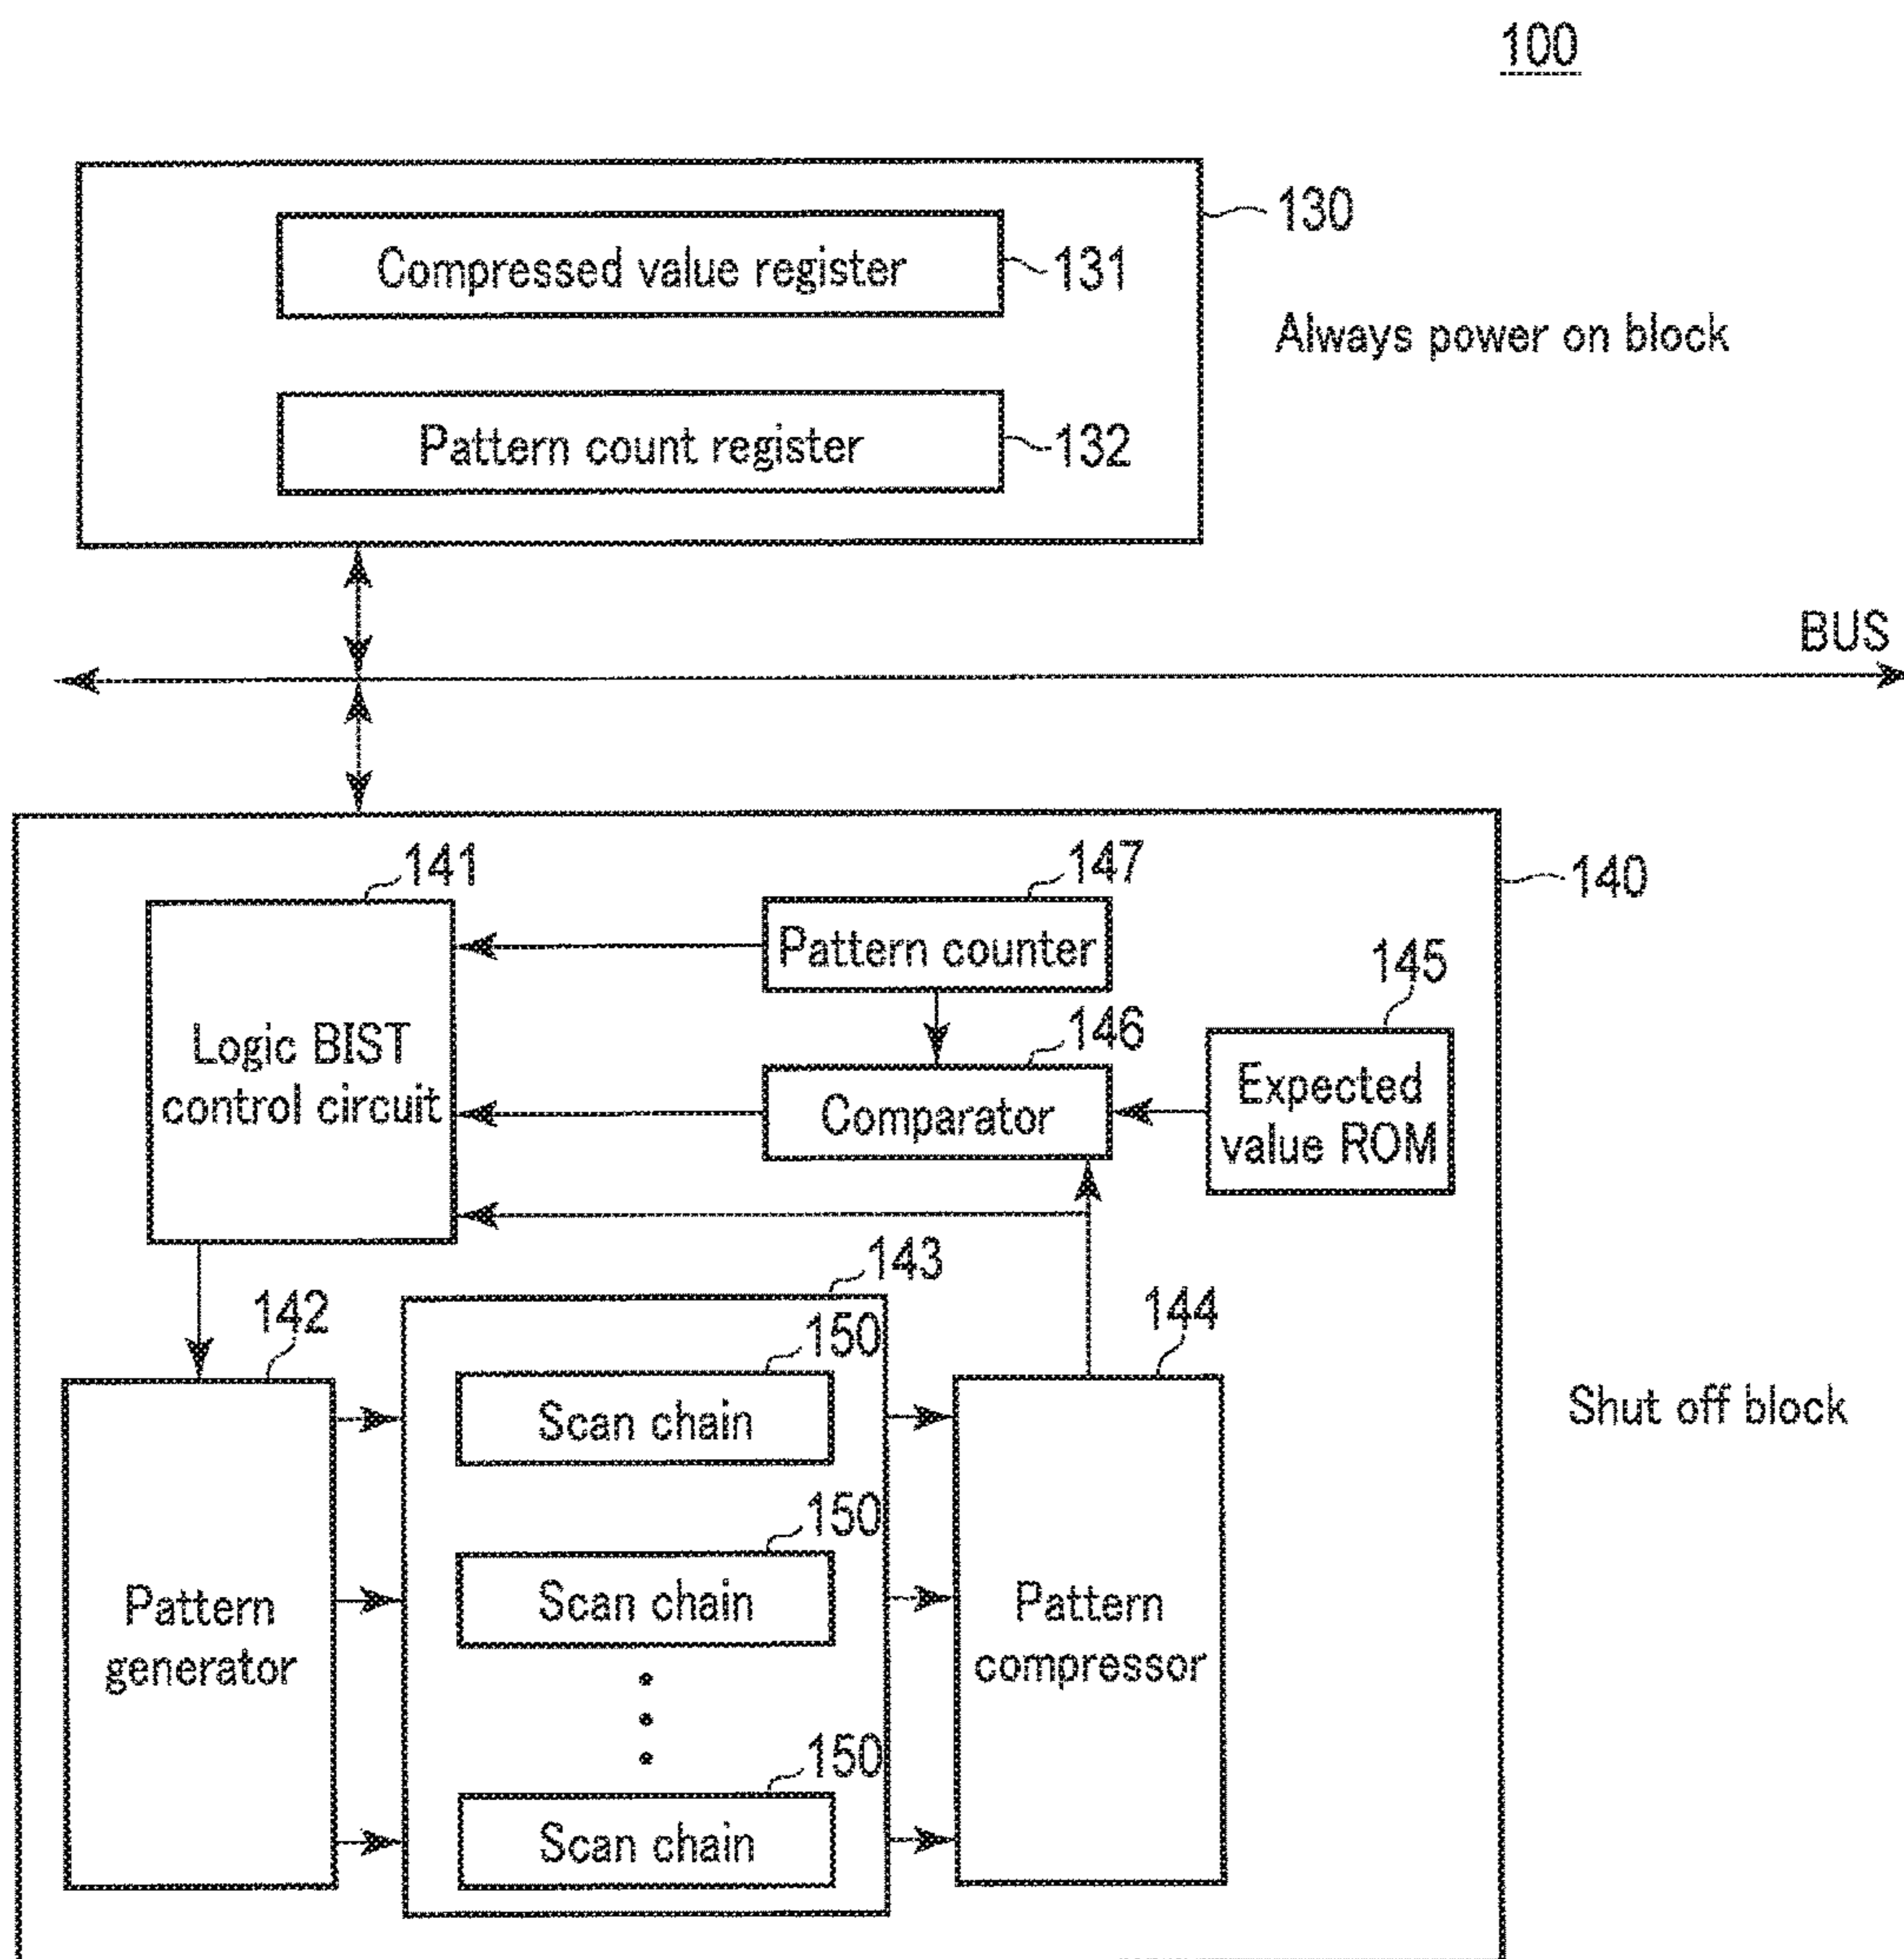 100
130
Compressed value register
131
Always power on block
Pattern count register
132
BUS
141
147
140
Pattern counter
145
146
Logic BIST
control circuit
Comparator
Expected
value ROM
143
142
144
150
Scan chain
Shut off block
150
Scan chain
Pattern
generator
Pattern
compressor
150
Scan chain